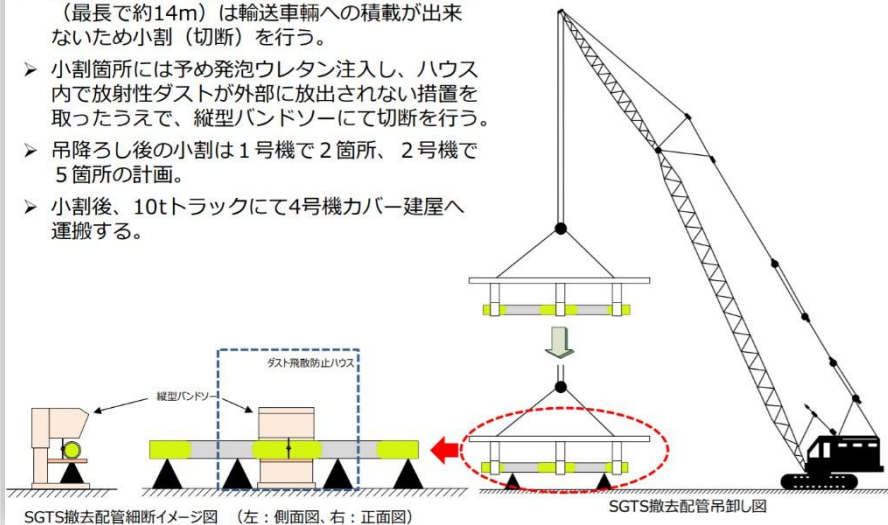 （最長で約14m）は輸送車輌への積載が出来
ないため小割（切断）を行う。
➢ 小割箇所には予め発泡ウレタン注入し、ハウス
内で放射性ダストが外部に放出されない措置を
取ったうえで、縦型バンドソーにて切断を行う。
➢ 吊降ろし後の小割は１号機で２箇所、２号機で
５箇所の計画。
➢ 小割後、10tトラックにて4号機カバー建屋へ
運搬する。
ダスト飛散防止ハウス
縦型バンドソー
SGTS撤去配管細断イメージ図 （左：側面図、右：正面図）
SGTS撤去配管吊卸し図